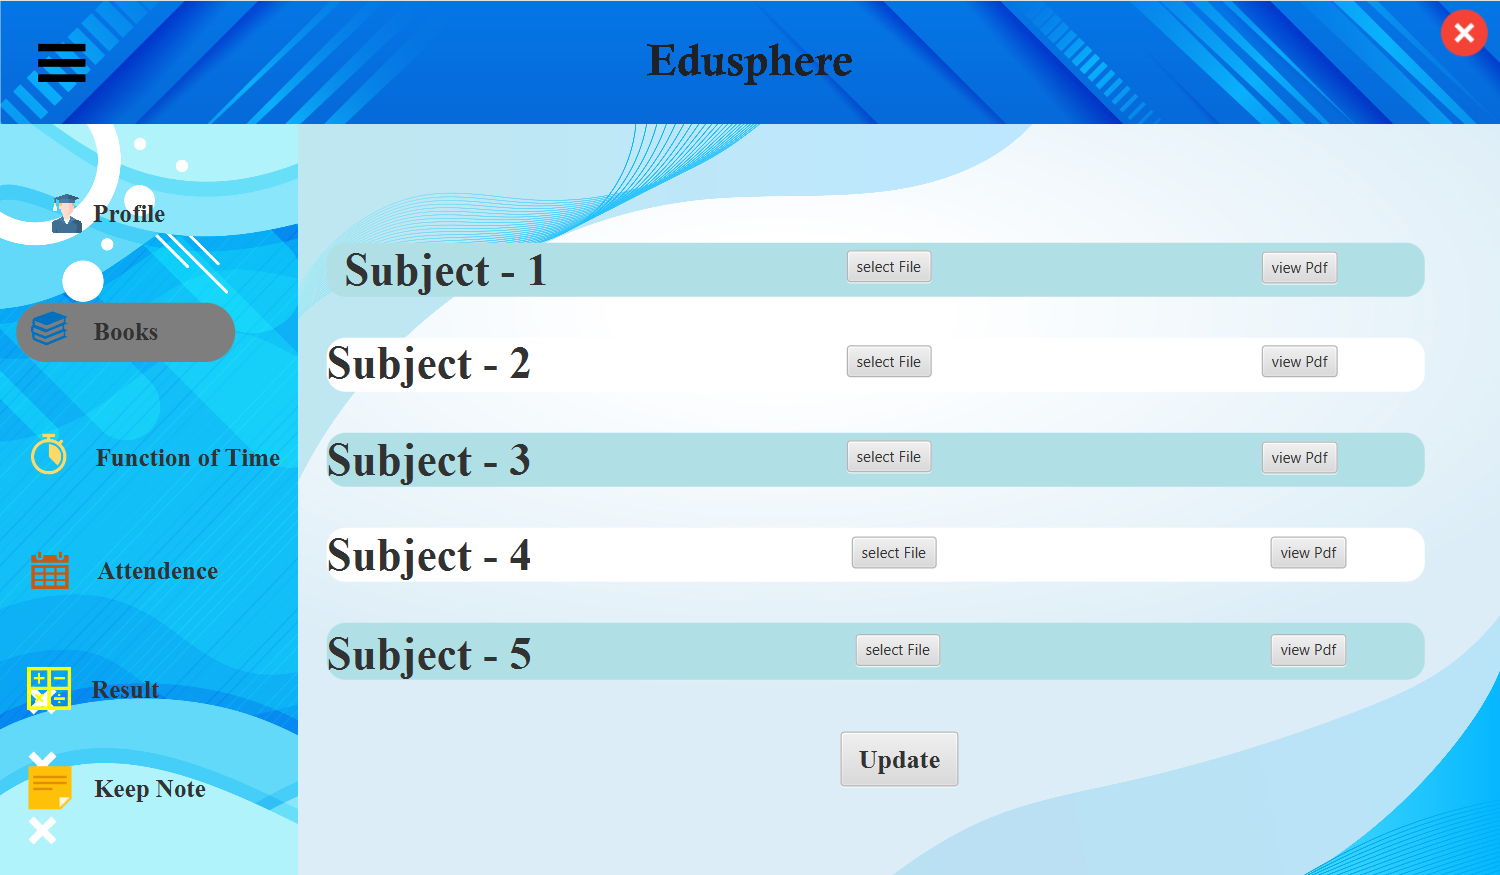 Edusphere
Profile
Books
Function of Time
Attendence
Result
Keep Note
Subject - 1 select File view Pdf
Subject - 2 select File view Pdf
Subject - 3 select File view Pdf
Subject - 4 select File view Pdf
Subject - 5 select File view Pdf
Update